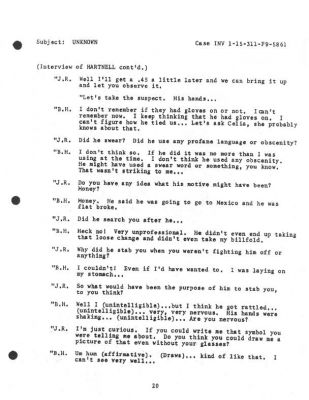 Subject:  UNKNOWN
Case INV 1-15-311-F9-5861
(Interview of HARTNELL cont'd.)
"J.R.  Well I'll get a .45 a little later and we can bring it up
and let you observe it.
"Let's take the suspect.  His hands...
"B.H.  I don't remember if they had gloves on or not.  I can't
remember now.  I keep thinking that he had gloves on, I
can't figure how he tied us... Let's ask Celia, she probably
knows about that.
"J.R.  Did he swear?  Did he use any profane language or obscenity?
"B.H.  I don't think so.  If he did it was no more than I was
using at the time.  I don't think he used any obscenity.
He might have used a swear word or something, you know.
That wasn't striking to me...
"J.R.  Do you have any idea what his motive might have been?
Money?
"B.H.  Money.  He said he was going to go to Mexico and he was
flat broke.
"J.R.  Did he search you after he...
"B.H.  Heck no!  Very unprofessional.  He didn't even end up taking
that loose change and didn't even take my billfold.
"J.R.  Why did he stab you when you weren't fighting him off or
anything?
"B.H.  I couldn't!  Even if I'd have wanted to.  I was laying on
my stomach...
"J.R.  So what would have been the purpose of him to stab you,
to you think?
"B.H.  Well I (unintelligible)...but I think he got rattled...
(unintelligible)... very, very nervous.  His hands were
shaking... (unintelligible)... Are you nervous?
"J.R.  I'm just curious.  If you could write me that symbol you
were telling me about.  Do you think you could draw me a
picture of that even without your glasses?
"B.H.  Um hum (affirmative).  (Draws)... kind of like that.  I
can't see very well...
20